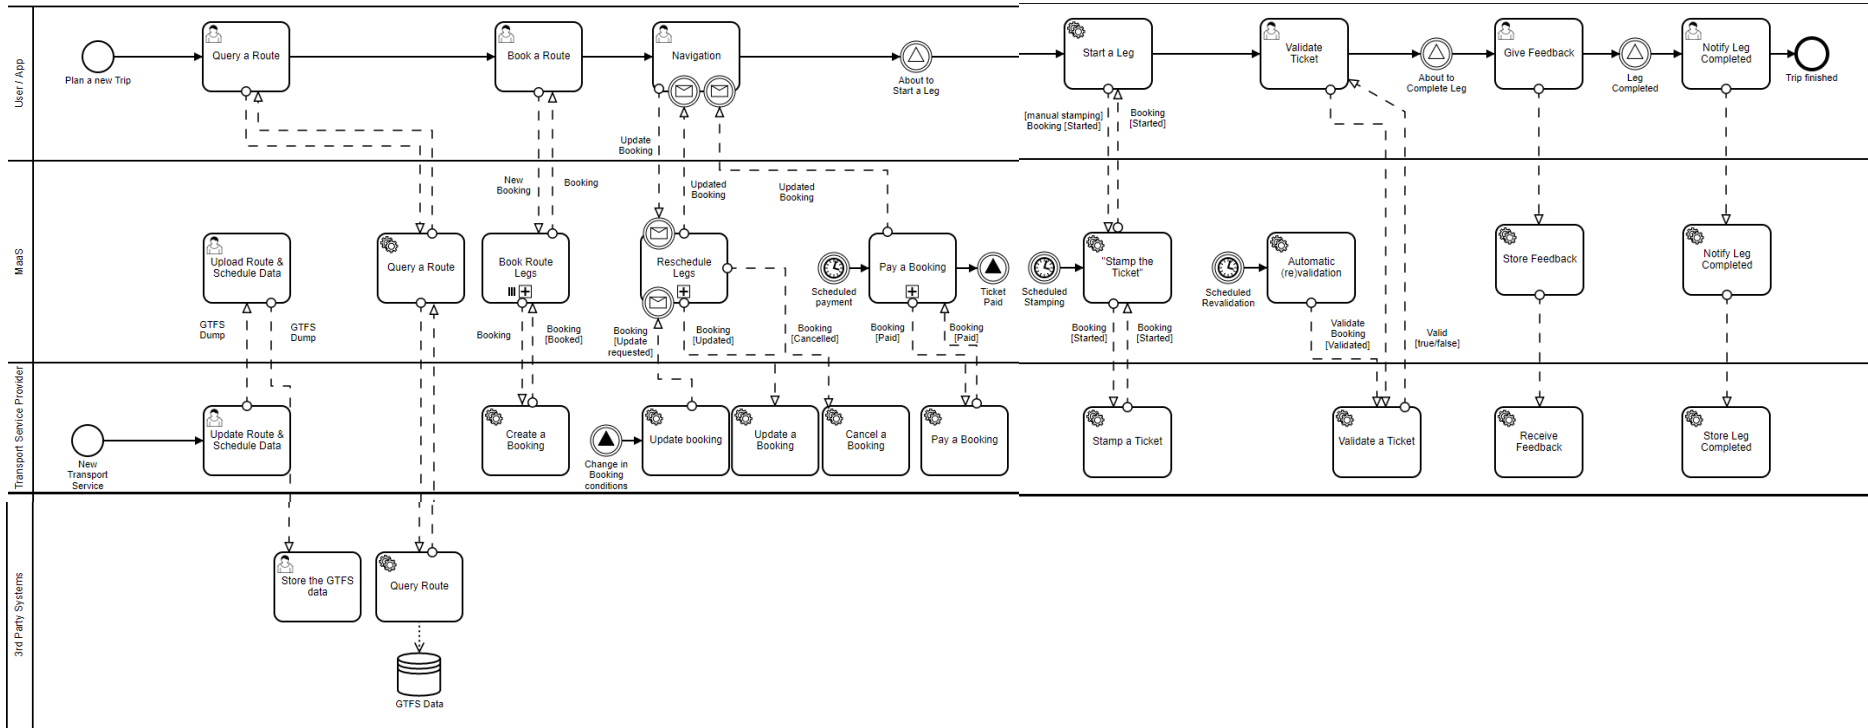 User / App
Plan a new Trip
Query a Route
Book a Route
Navigation
About to
Start a Leg
Start a Leg
Validate
Ticket
About to
Complete Leg
Give Feedback
Leg
Completed
Notify Leg
Completed
Trip finished
Update
Booking
[manual stamping]
Booking [Started]
Booking
[Started]
MaaS
New
Booking
Booking
Updated
Booking
Updated
Booking
Upload Route &
Schedule Data
Query a Route
Book Route
Legs
Reschedule
Legs
Scheduled
payment
Pay a Booking
Ticket
Paid
Scheduled
Stamping
"Stamp the
Ticket"
Scheduled
Revalidation
Automatic
(re)validation
Store Feedback
Notify Leg
Completed
GTFS
Dump
GTFS
Dump
Booking
Booking
[Booked]
Booking
[Update
requested]
Booking
[Updated]
Booking
[Cancelled]
Booking
[Paid]
Booking
[Paid]
Booking
[Started]
Booking
[Started]
Validate
Booking
[Validated]
Valid
[true/false]
Transport Service Provider
New
Transport
Service
Update Route &
Schedule Data
Create a
Booking
Change in
Booking
conditions
Update booking
Update a
Booking
Cancel a
Booking
Pay a Booking
Stamp a Ticket
Validate a Ticket
Receive
Feedback
Store Leg
Completed
3rd Party Systems
Store the GTFS
data
Query Route
GTFS Data